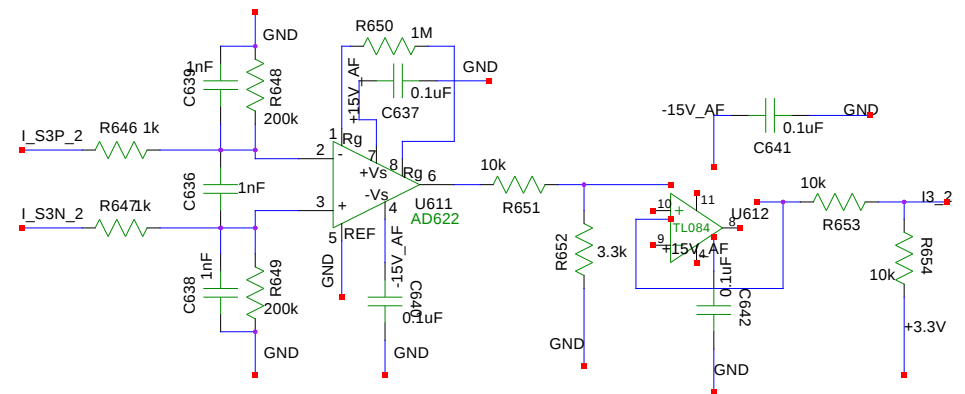 GND
R650
1M
1nF
C639
R648
200k
+15V_AF
GND
0.1uF
C637
-15V_AF
GND
0.1uF
C641
I_S3P_2
R646 1k
1
Rg
2
-
7
+Vs
8
Rg
6
10k
R651
C636
1nF
-Vs
U611
AD622
I_S3N_2
R647 1k
3
+
4
5
REF
GND
-15V_AF
C640
0.1uF
GND
1nF
C638
R649
200k
GND
R652
3.3k
GND
10
+
11
U612
TL084
8
9
+15V_AF
4
0.1uF
C642
GND
10k
R653
I3_2
R654
10k
+3.3V